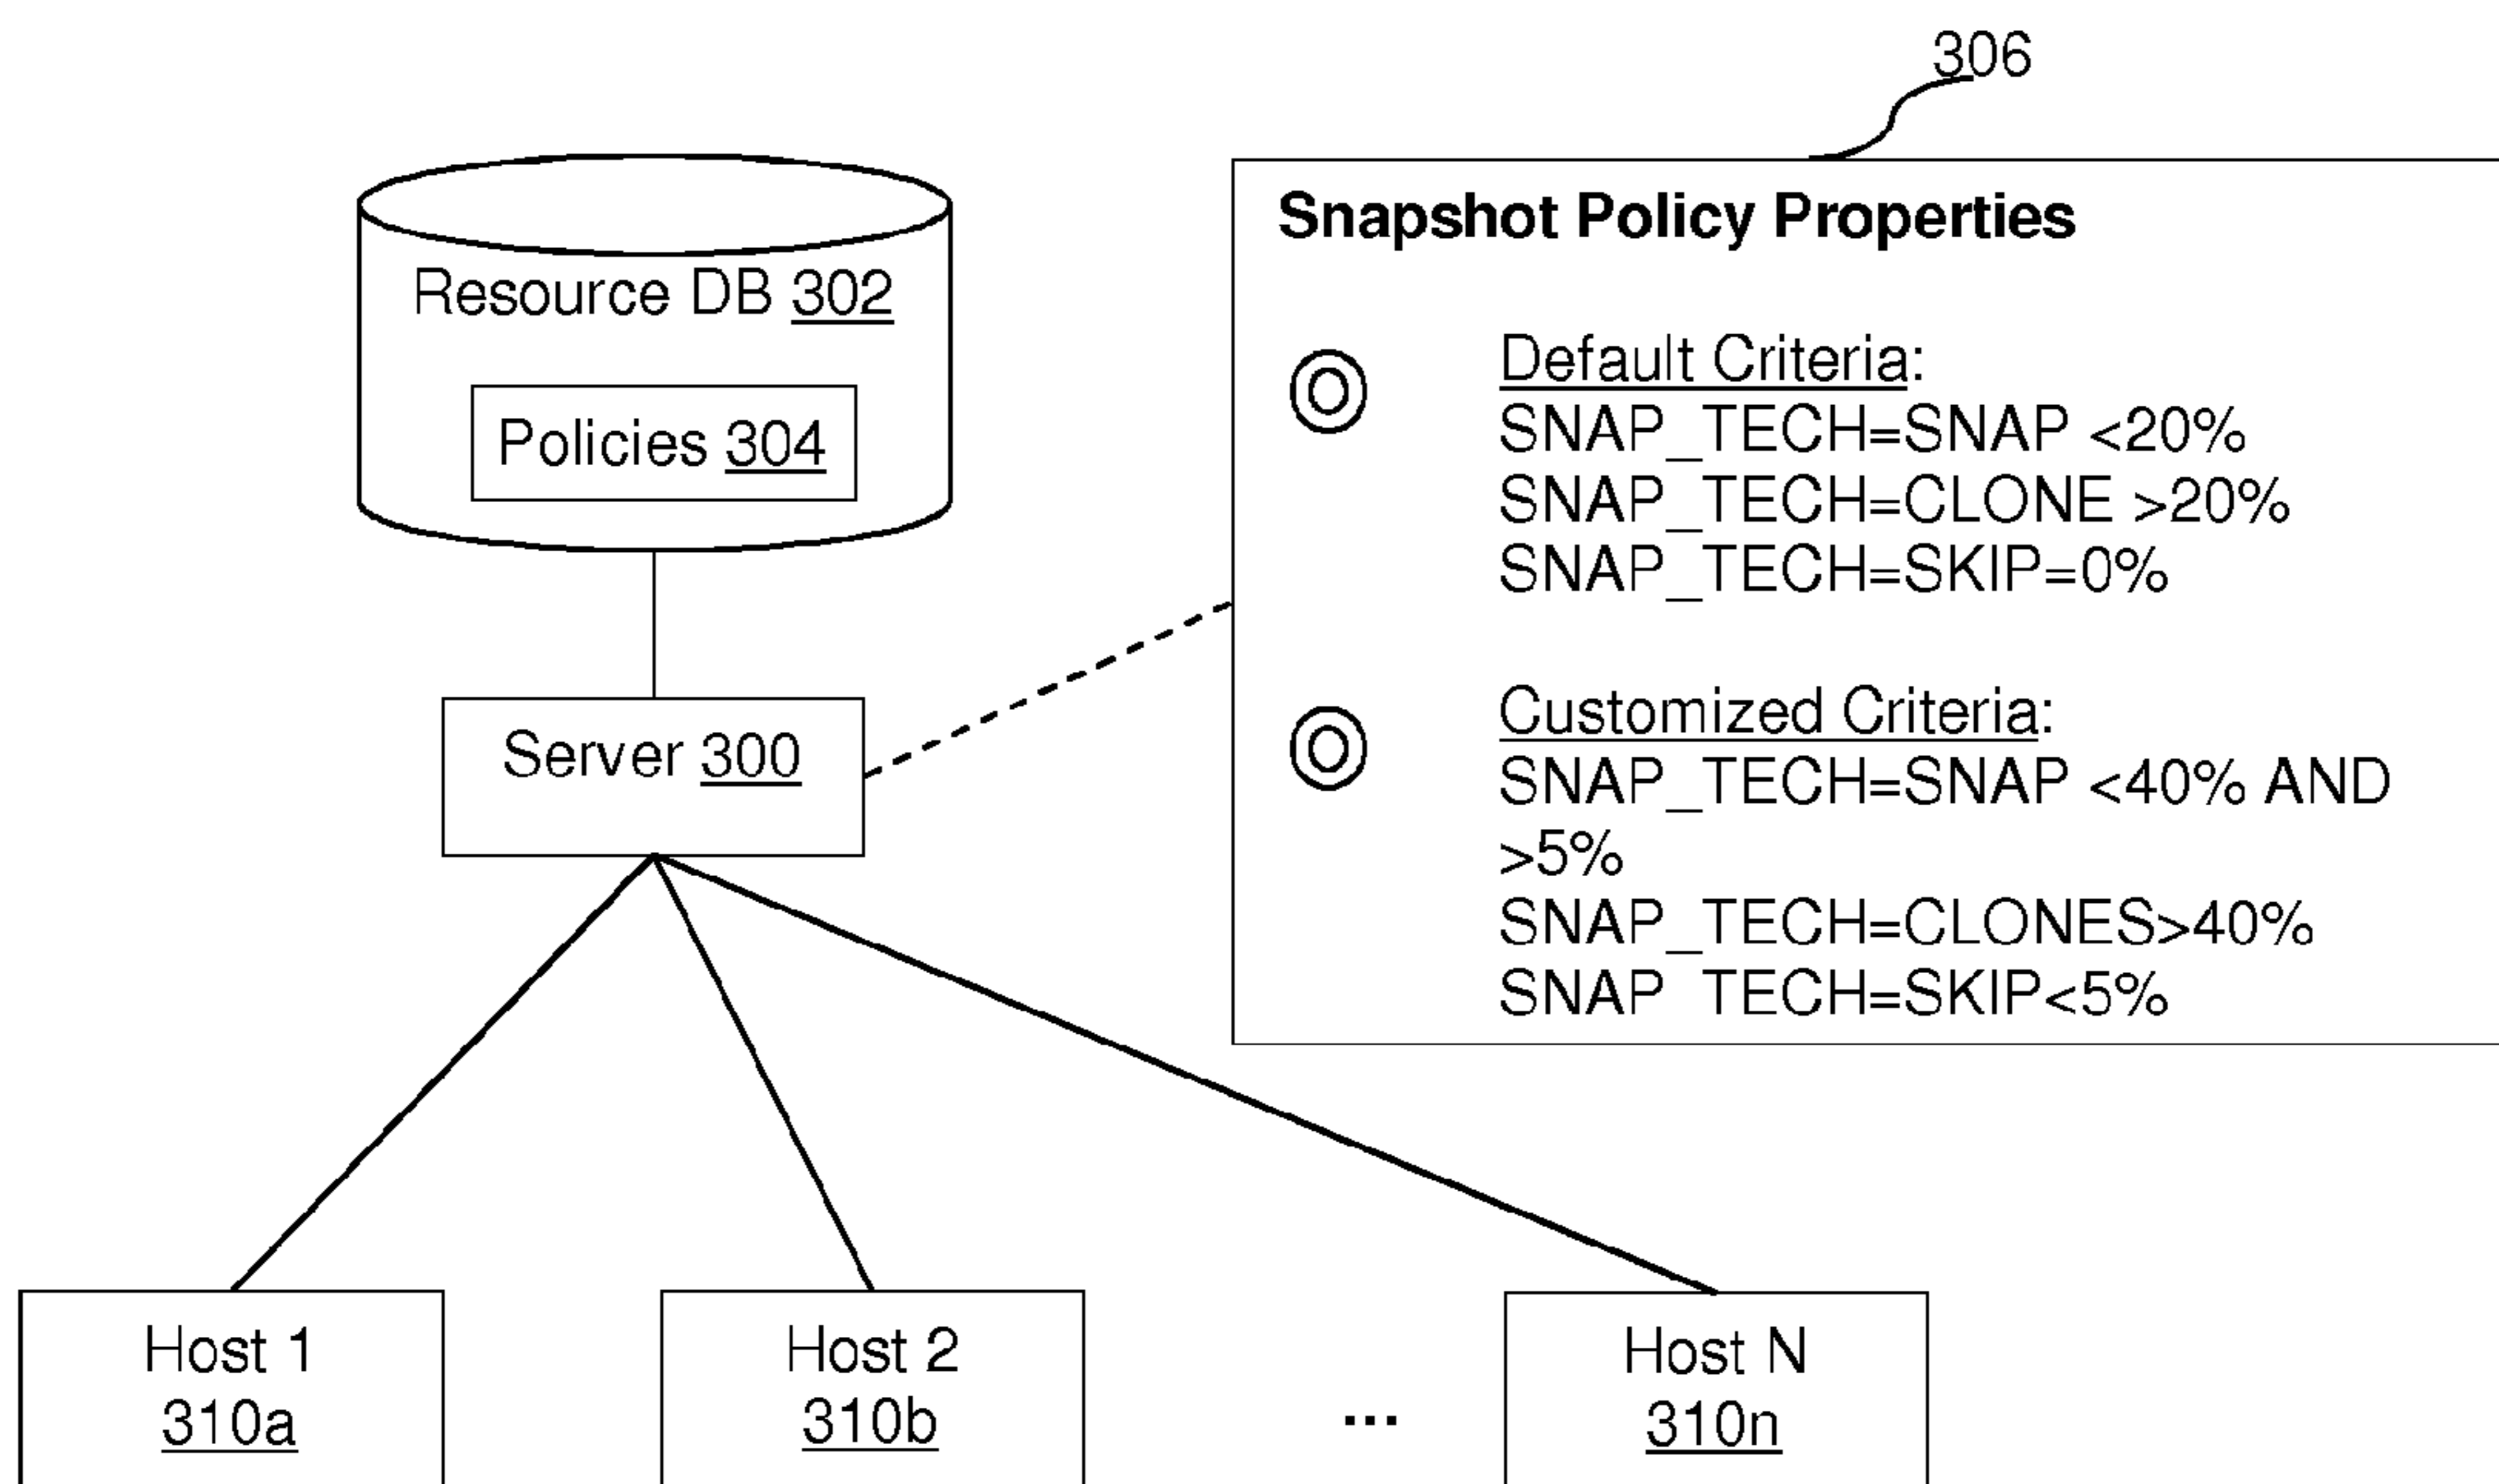 306
Snapshot Policy Properties
Resource DB 302
Default Criteria:
SNAP_TECH=SNAP <20%
Policies 304
SNAP_TECH=CLONE >20%
SNAP_TECH=SKIP=0%
Customized Criteria:
Server 300
SNAP_TECH=SNAP <40% AND
>5%
SNAP_TECH=CLONES>40%
SNAP TECH=SKIP<5%
Host 1
310a
Host 2
310b
...
Host N
310n